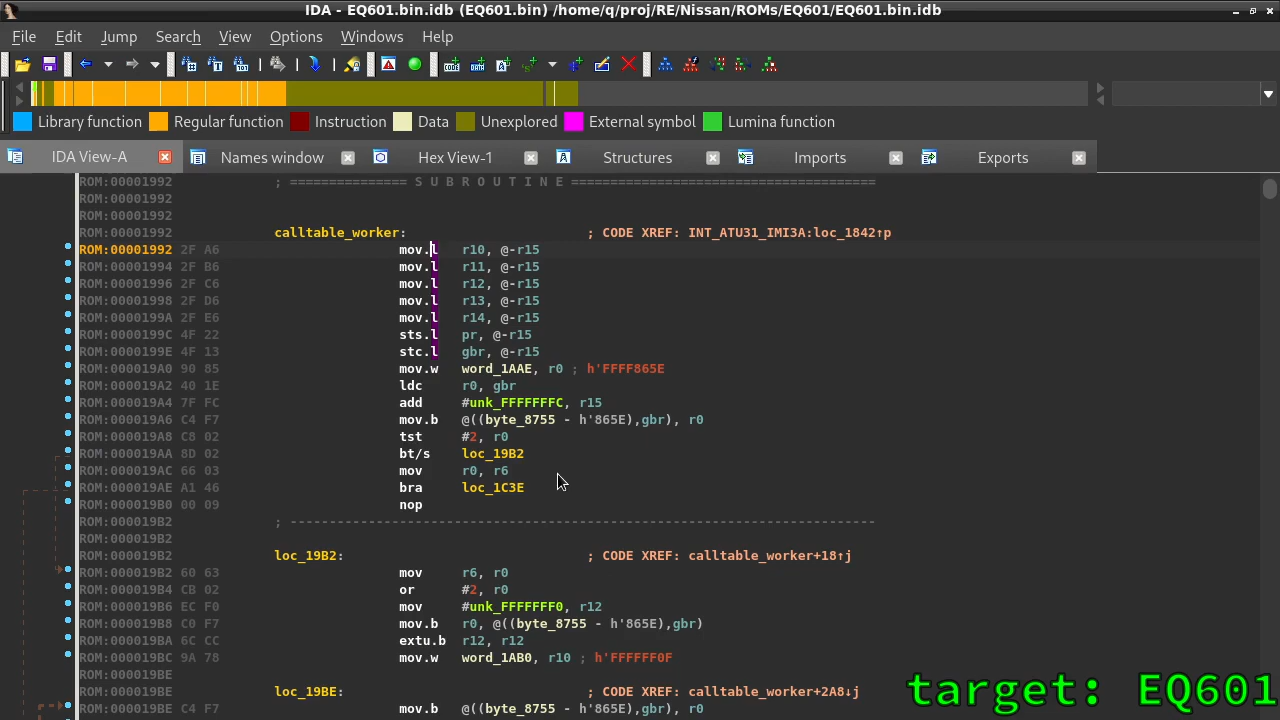 IDA - EQ601.bin.idb (EQ601.bin) /home/q/proj/RE/Nissan/ROMs/EQ601/EQ601.bin.idb
File Edit Jump Search View Options Windows Help
Library function Regular function Instruction Data Unexplored External symbol Lumina function
IDA View-A Names window Hex View-1 Structures Imports Exports
ROM:00001992 ; =============== S U B R O U T I N E =======================================
ROM:00001992
ROM:00001992
ROM:00001992 calltable_worker: ; CODE XREF: INT_ATU31_IMI3A:loc_1842↑p
ROM:00001992 2F A6 mov.l r10, @-r15
ROM:00001994 2F B6 mov.l r11, @-r15
ROM:00001996 2F C6 mov.l r12, @-r15
ROM:00001998 2F D6 mov.l r13, @-r15
ROM:0000199A 2F E6 mov.l r14, @-r15
ROM:0000199C 4F 22 sts.l pr, @-r15
ROM:0000199E 4F 13 stc.l gbr, @-r15
ROM:000019A0 90 85 mov.w word_1AAE, r0 ; h'FFFF865E
ROM:000019A2 40 1E ldc r0, gbr
ROM:000019A4 7F FC add #unk_FFFFFFFC, r15
ROM:000019A6 C4 F7 mov.b @((byte_8755 - h'865E),gbr), r0
ROM:000019A8 C8 02 tst #2, r0
ROM:000019AA 8D 02 bt/s loc_19B2
ROM:000019AC 66 03 mov r0, r6
ROM:000019AE A1 46 bra loc_1C3E
ROM:000019B0 00 09 nop
ROM:000019B2 ; ---------------------------------------------------------------------------
ROM:000019B2
ROM:000019B2 loc_19B2: ; CODE XREF: calltable_worker+18↑j
ROM:000019B2 60 63 mov r6, r0
ROM:000019B4 CB 02 or #2, r0
ROM:000019B6 EC F0 mov #unk_FFFFFFF0, r12
ROM:000019B8 C0 F7 mov.b r0, @((byte_8755 - h'865E),gbr)
ROM:000019BA 6C CC extu.b r12, r12
ROM:000019BC 9A 78 mov.w word_1AB0, r10 ; h'FFFFFF0F
ROM:000019BE
ROM:000019BE loc_19BE: ; CODE XREF: calltable_worker+2A8↓j
ROM:000019BE C4 F7 mov.b @((byte_8755 - h'865E),gbr), r0
target: EQ601